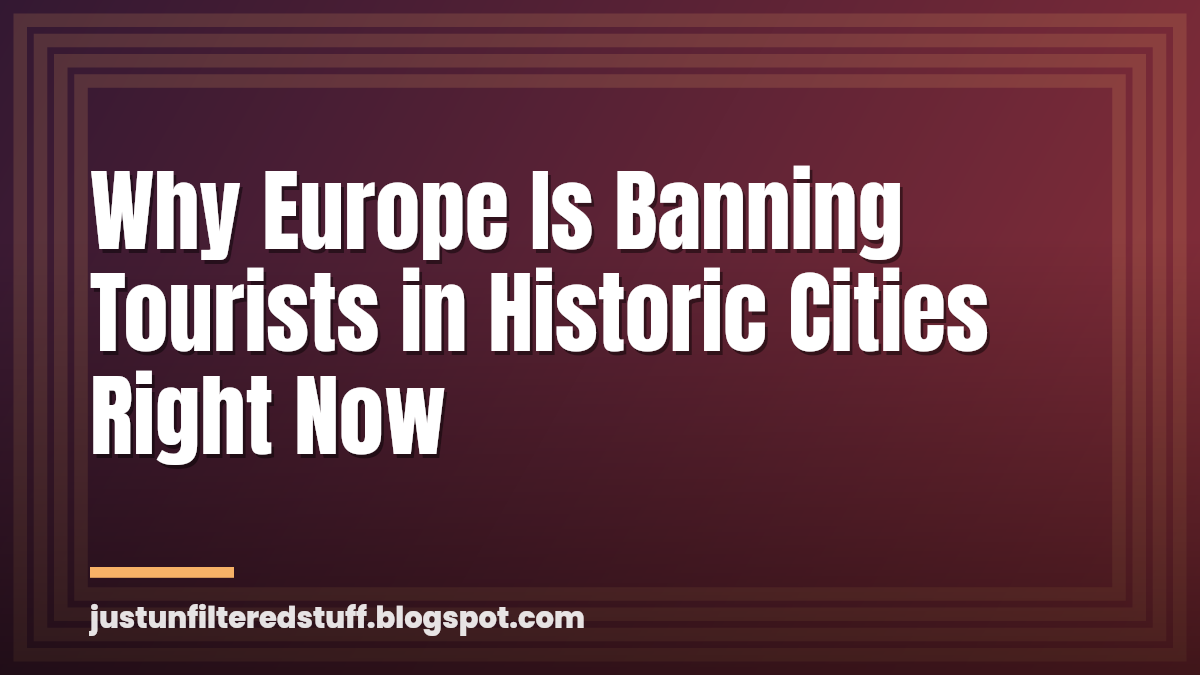 Why Europe Is Banning
Tourists in Historic Cities
Right Now
justunfilteredstuff.blogspot.com